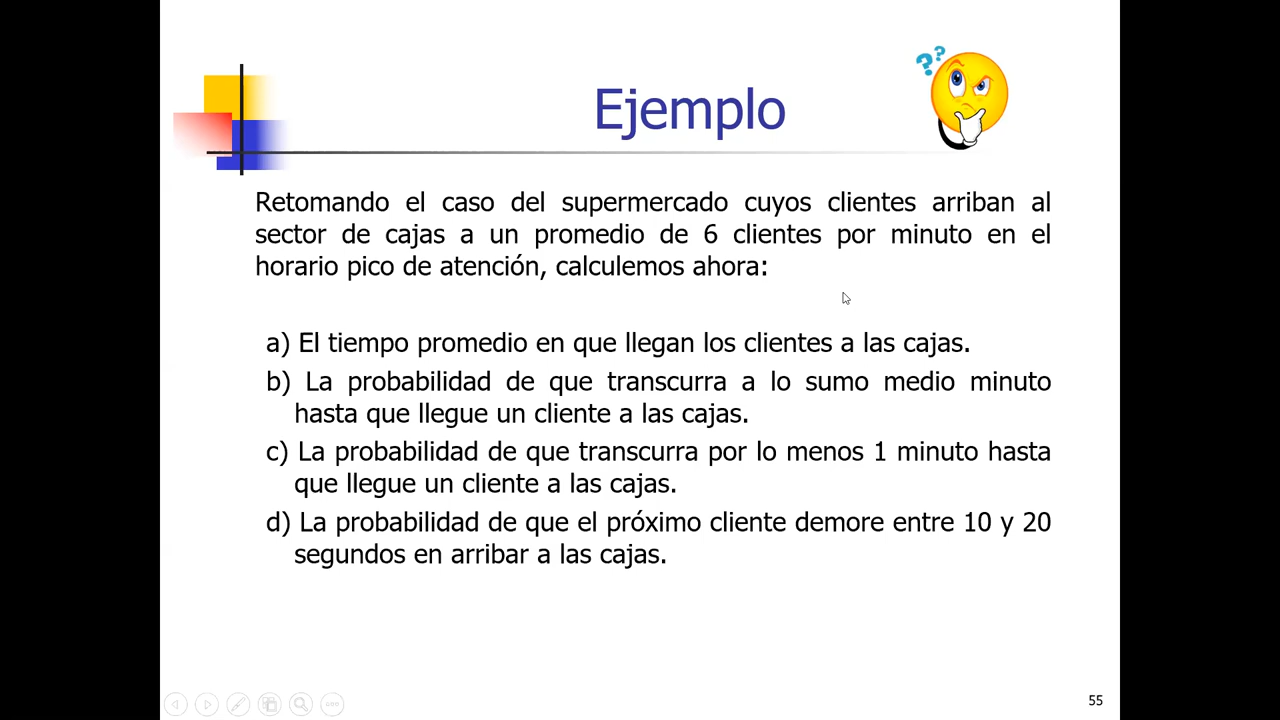 ??
Ejemplo
Retomando el caso del supermercado cuyos clientes arriban al
sector de cajas a un promedio de 6 clientes por minuto en el
horario pico de atención, calculemos ahora:
a) El tiempo promedio en que llegan los clientes a las cajas.
b) La probabilidad de que transcurra a lo sumo medio minuto
hasta que llegue un cliente a las cajas.
c) La probabilidad de que transcurra por lo menos 1 minuto hasta
que llegue un cliente a las cajas.
d) La probabilidad de que el próximo cliente demore entre 10 y 20
segundos en arribar a las cajas.
55